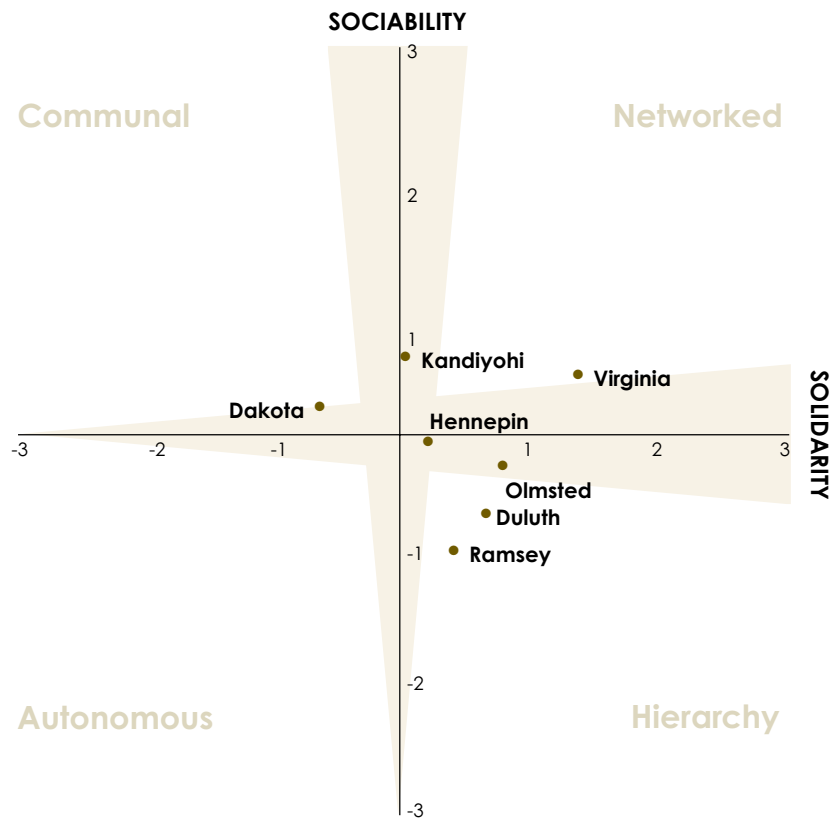 SOCIABILITY
3
Communal
Networked
2
1
Kandiyohi
Virginia
SOLIDARITY
Dakota
Hennepin
-3
-2
-1
1
2
3
Olmsted
Duluth
-1
Ramsey
-2
Autonomous
Hierarchy
-3